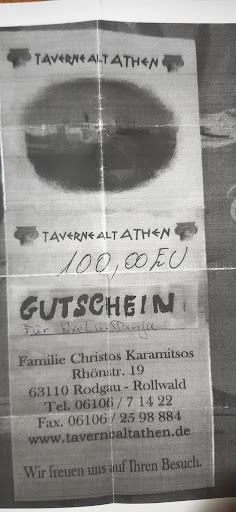 TAVERNE ALT ATHEN
TAVERNE ALT ATHEN
100,00 EU
GUTSCHEIN
Für
Familie Christos Karamitsos
Rhönstr. 19
63110 Rodgau - Rollwald
Tel. 06106 / 7 14 22
Fax. 06106 / 25 98 884
www.tavernealtathen.de
Wir freuen uns auf Ihren Besuch.